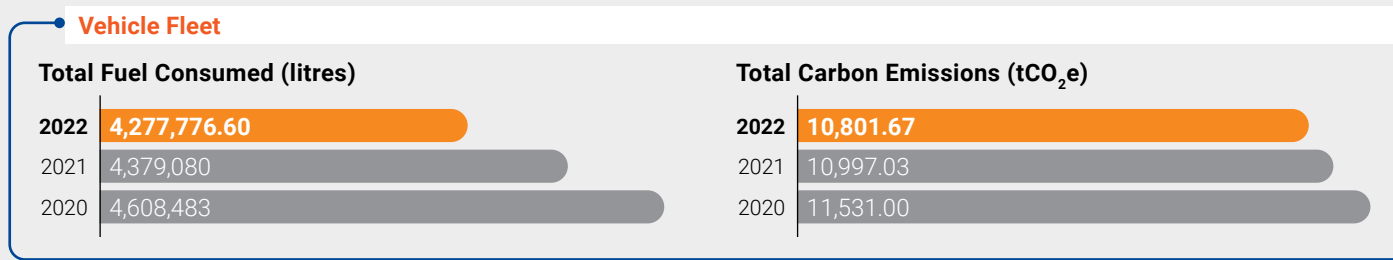 Vehicle Fleet
Total Fuel Consumed (litres)
2022 4,277,776.60
2021 4,379,080
2020 4,608,483
Total Carbon Emissions (tCO₂e)
2022 10,801.67
2021 10,997.03
2020 11,531.00